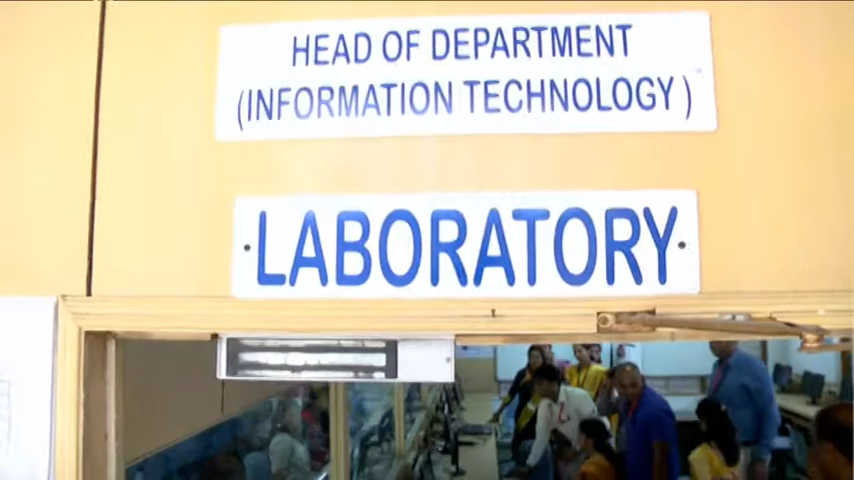 HEAD OF DEPARTMENT
(INFORMATION TECHNOLOGY)
LABORATORY